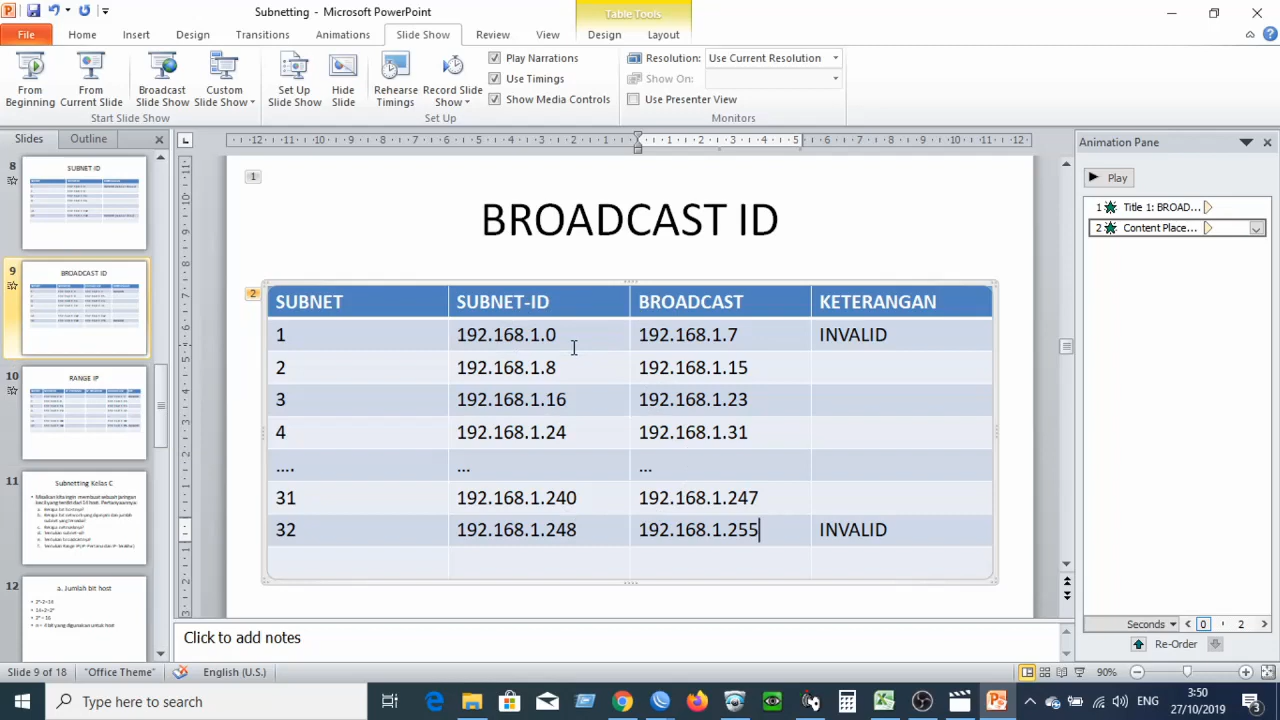 Subnetting - Microsoft PowerPoint
Table Tools
File Home Insert Design Transitions Animations Slide Show Review View Design Layout
From Beginning
From Current Slide
Broadcast Slide Show
Custom Slide Show
Start Slide Show
Set Up Slide Show
Hide Slide
Rehearse Timings
Record Slide Show
Play Narrations
Use Timings
Show Media Controls
Set Up
Resolution: Use Current Resolution
Show On:
Use Presenter View
Monitors
Slides Outline
8
SUBNET ID
9
BROADCAST ID
10
RANGE IP
11
Subnetting Kelas C
12
a. Jumlah bit host
1
BROADCAST ID
2
SUBNET SUBNET-ID BROADCAST KETERANGAN
1 192.168.1.0 192.168.1.7 INVALID
2 192.168.1.8 192.168.1.15
3 192.168.1.16 192.168.1.23
4 192.168.1.24 192.168.1.31
.... ... ...
31 192.168.1.240 192.168.1.247
32 192.168.1.248 192.168.1.255 INVALID
Click to add notes
Animation Pane
Play
1 Title 1: BROAD...
2 Content Place...
Seconds 0 2
Re-Order
Slide 9 of 18 "Office Theme" English (U.S.) 90%
Type here to search
ENG
3:50
27/10/2019
3